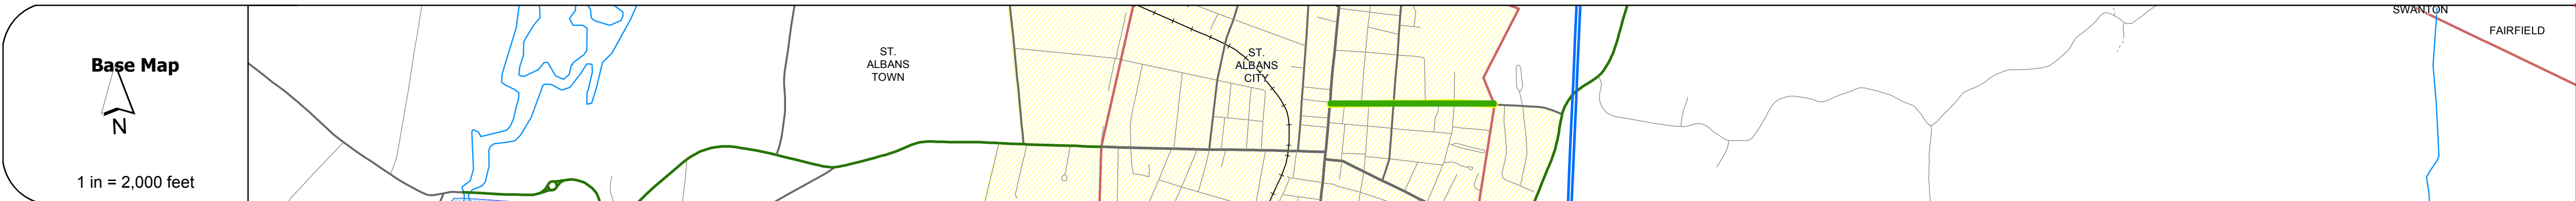 Base Map
N
1 in = 2,000 feet
ST.
ALBANS
TOWN
ST.
ALBANS
CITY
SWANTON
FAIRFIELD